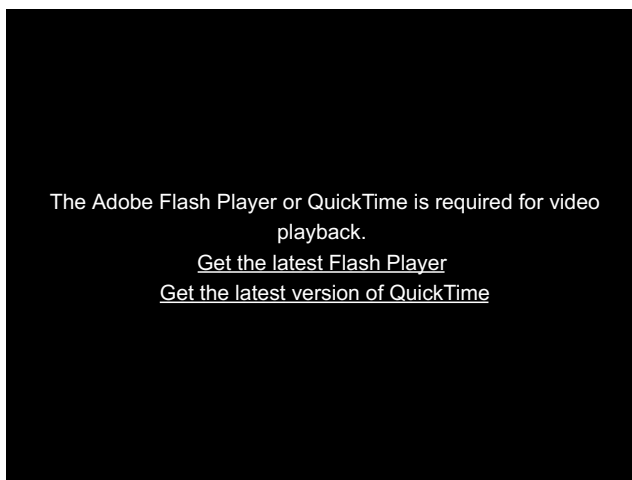 The Adobe Flash Player or QuickTime is required for video
playback.
Get the latest Flash Player
Get the latest version of QuickTime